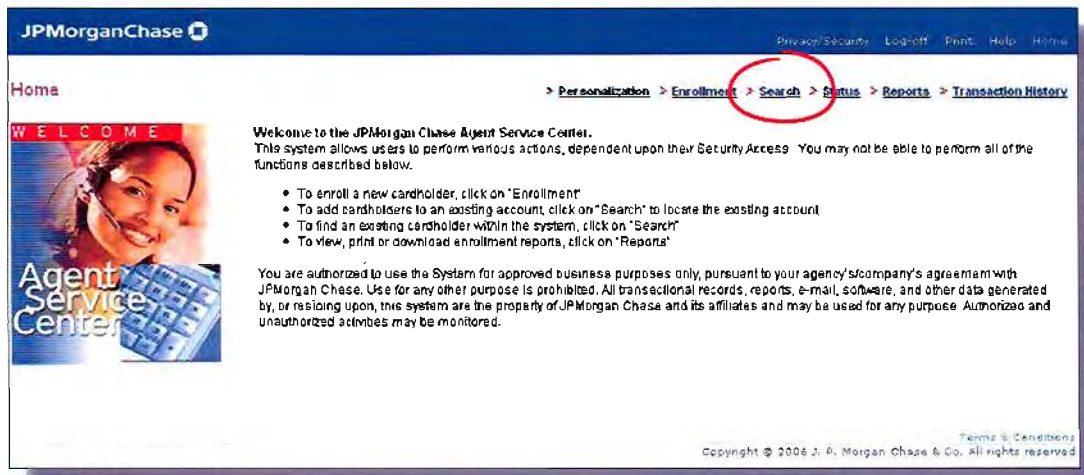 JPMorganChase
Privacy/Security Log-off Print Help Home
Home
> Personalization > Enrollment > Search > Status > Reports > Transaction History
WELCOME
Agent
Service
Center
Welcome to the JPMorgan Chase Agent Service Center.
This system allows users to perform various actions, dependent upon their Security Access. You may not be able to perform all of the
functions described below.
• To enroll a new cardholder, click on "Enrollment"
• To add cardholders to an existing account, click on "Search" to locate the existing account
• To find an existing cardholder within the system, click on "Search"
• To view, print or download enrollment reports, click on "Reports"
You are authorized to use the System for approved business purposes only, pursuant to your agency's/company's agreement with
JPMorgan Chase. Use for any other purpose is prohibited. All transactional records, reports, e-mail, software, and other data generated
by, or residing upon, this system are the property of JPMorgan Chase and its affiliates and may be used for any purpose. Authorized and
unauthorized activities may be monitored.
Terms & Conditions
Copyright © 2006 J. P. Morgan Chase & Co. All rights reserved